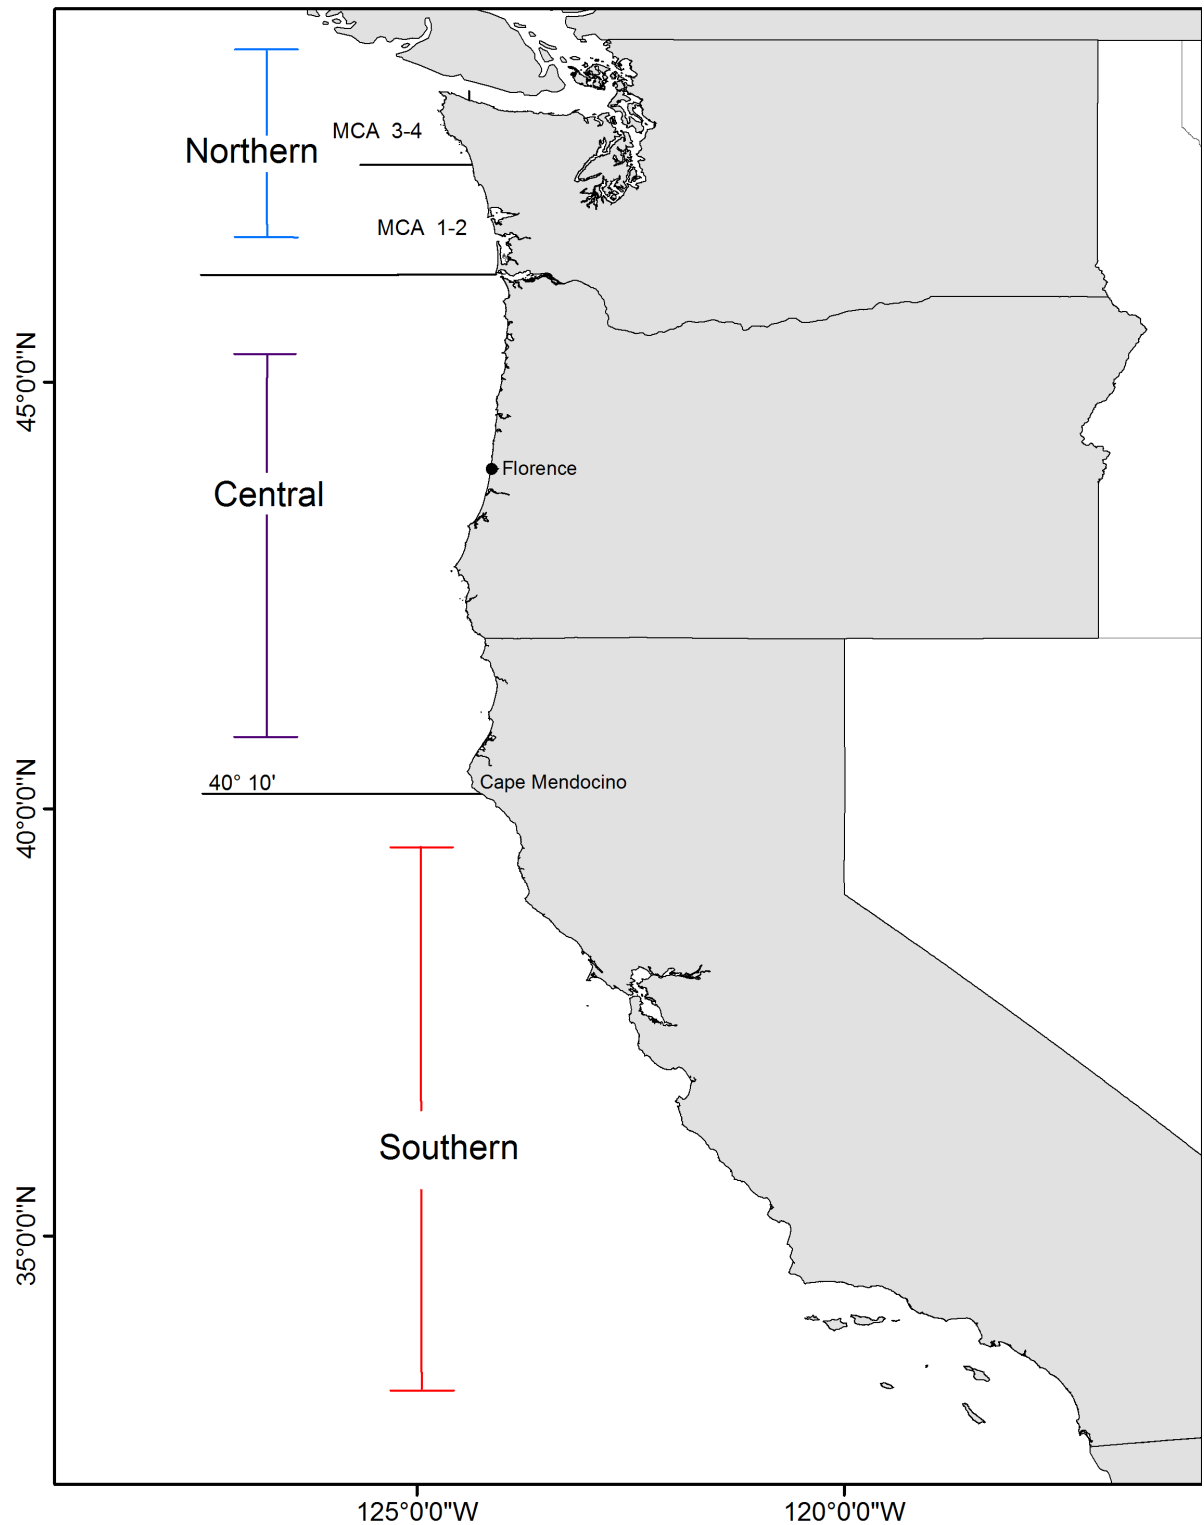 MCA 3-4
Northern
MCA 1-2
45°0'0"N
Florence
Central
40° 10'
Cape Mendocino
40°0'0"N
Southern
35°0'0"N
125°0'0"W
120°0'0"W